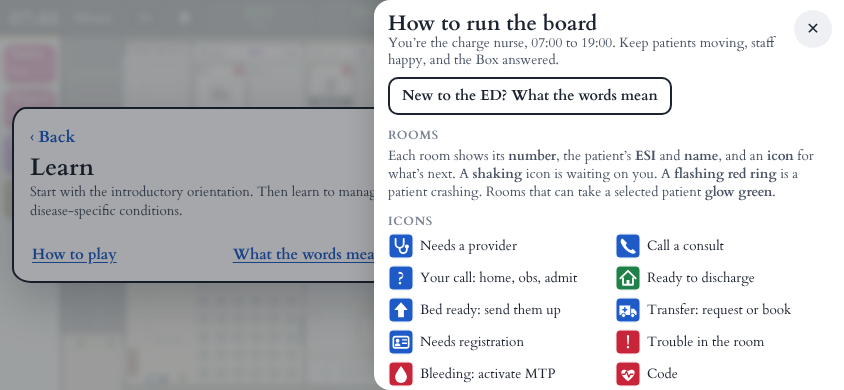 ‹ Back
Learn
Start with the introductory orientation. Then learn to manag
disease-specific conditions.
How to play
What the words mea
How to run the board
You're the charge nurse, 07:00 to 19:00. Keep patients moving, staff
happy, and the Box answered.
×
New to the ED? What the words mean
ROOMS
Each room shows its number, the patient's ESI and name, and an icon for
what's next. A shaking icon is waiting on you. A flashing red ring is a
patient crashing. Rooms that can take a selected patient glow green.
ICONS
Needs a provider
Call a consult
? Your call: home, obs, admit
Ready to discharge
Bed ready: send them up
Transfer: request or book
Needs registration
! Trouble in the room
Bleeding: activate MTP
Code